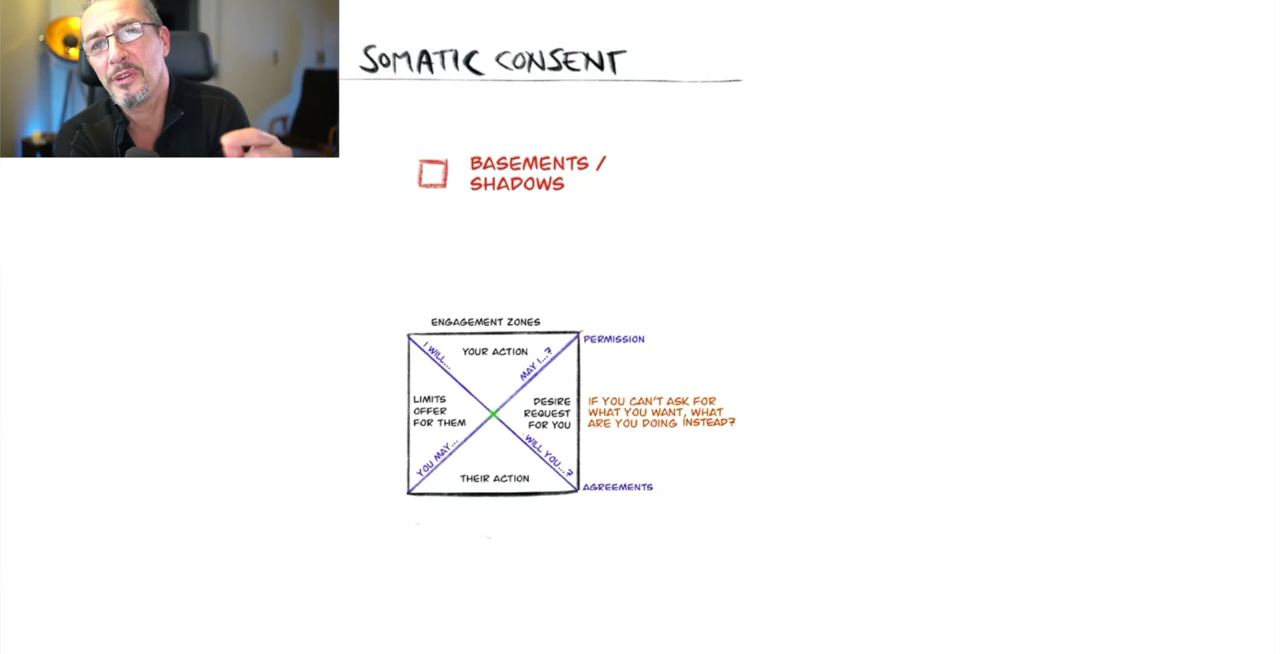 SOMATIC CONSENT
BASEMENTS /
SHADOWS
ENGAGEMENT ZONES
I WILL...
YOUR ACTION
MAY I...?
PERMISSION
LIMITS
OFFER
FOR THEM
DESIRE
REQUEST
FOR YOU
IF YOU CAN'T ASK FOR
WHAT YOU WANT, WHAT
ARE YOU DOING INSTEAD?
YOU MAY...
WILL YOU...?
THEIR ACTION
AGREEMENTS